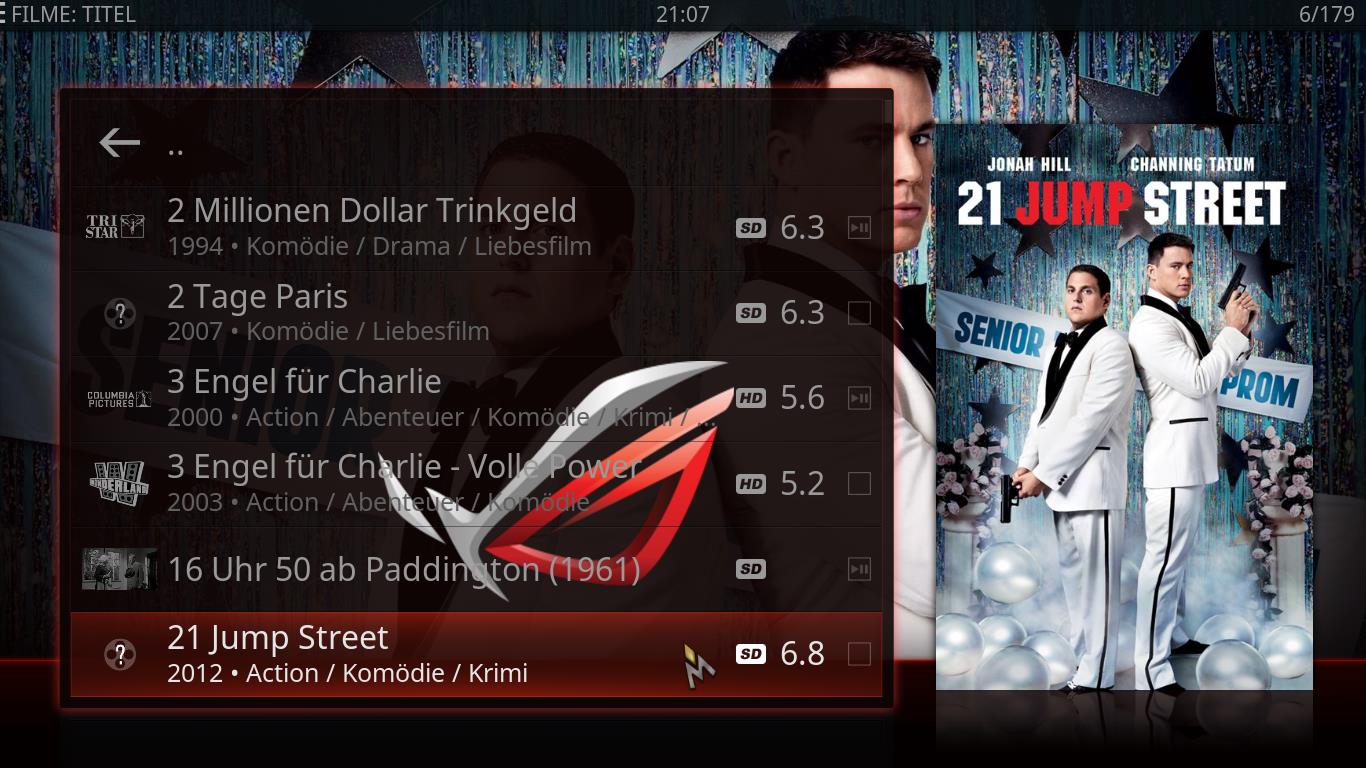 FILME: TITEL
21:07
6/179
..
TRI
STAR
2 Millionen Dollar Trinkgeld
SD 6.3
1994 • Komödie / Drama / Liebesfilm
?
2 Tage Paris
SD 6.3
2007 • Komödie / Liebesfilm
COLUMBIA
PICTURES
3 Engel für Charlie
HD 5.6
2000 • Action / Abenteuer / Komödie / Krimi / ...
WONDERLAND
3 Engel für Charlie - Volle Power
HD 5.2
2003 • Action / Abenteuer / Komödie
16 Uhr 50 ab Paddington (1961)
SD
?
21 Jump Street
SD 6.8
2012 • Action / Komödie / Krimi
JONAH HILL
CHANNING TATUM
21 JUMP STREET
SENIOR
PROM
SENIOR